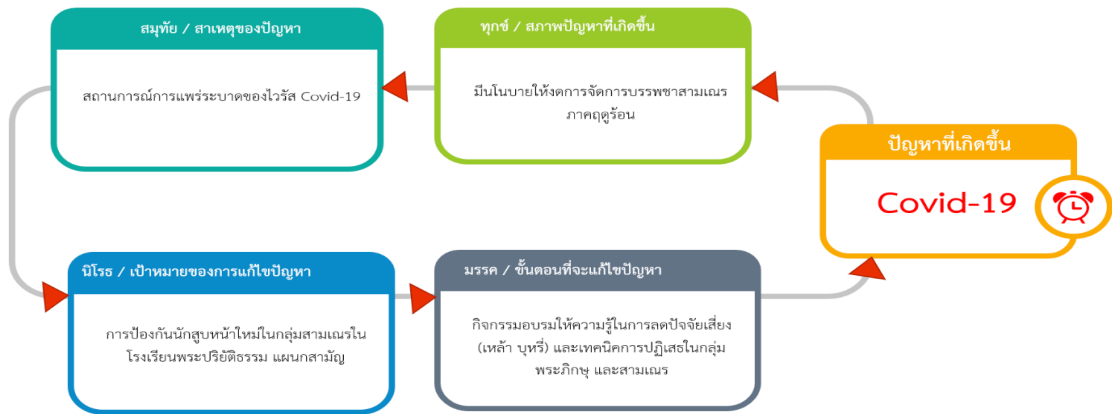 สมุทัย / สาเหตุของปัญหา
สถานการณ์การแพร่ระบาดของไวรัส Covid-19
ทุกข์ / สภาพปัญหาที่เกิดขึ้น
มีนโนบายให้งดการจัดการบรรพชาสามเณร
ภาคฤดูร้อน
ปัญหาที่เกิดขึ้น
Covid-19
นิโรธ / เป้าหมายของการแก้ไขปัญหา
การป้องกันนักสูบหน้าใหม่ในกลุ่มสามเณรใน
โรงเรียนพระปริยัติธรรม แผนกสามัญ
มรรค / ขั้นตอนที่จะแก้ไขปัญหา
กิจกรรมอบรมให้ความรู้ในการลดปัจจัยเสี่ยง
(เหล้า บุหรี่) และเทคนิคการปฏิเสธในกลุ่ม
พระภิกษุ และสามเณร